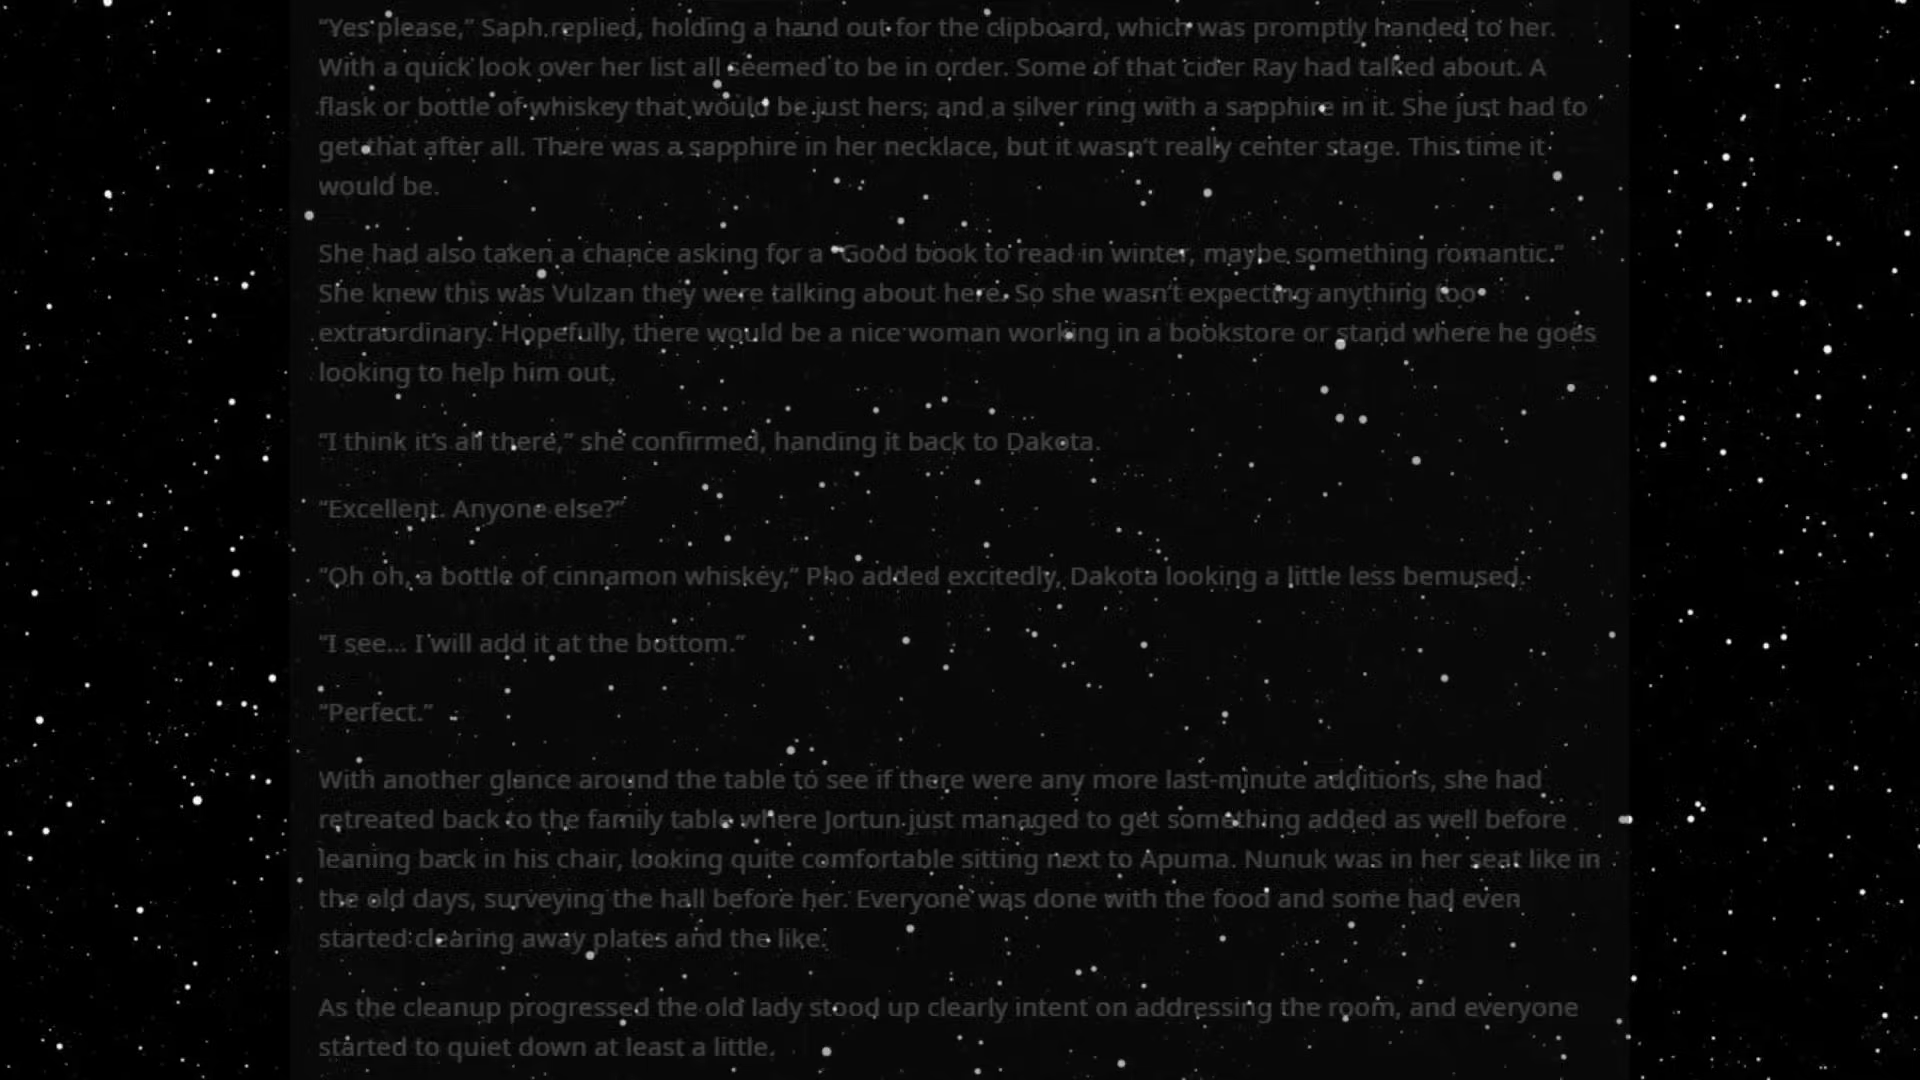 “Yes please,” Saph replied, holding a hand out for the clipboard, which was promptly handed to her.
With a quick look over her list all seemed to be in order. Some of that cider Ray had talked about. A
flask or bottle of whiskey that would be just hers; and a silver ring with a sapphire in it. She just had to
get that after all. There was a sapphire in her necklace, but it wasn’t really center stage. This time it
would be.
She had also taken a chance asking for a “Good book to read in winter, maybe something romantic.”
She knew this was Vulzan they were talking about here. So she wasn’t expecting anything too
extraordinary. Hopefully, there would be a nice woman working in a bookstore or stand where he goes
looking to help him out.
“I think it’s all there,” she confirmed, handing it back to Dakota.
“Excellent. Anyone else?”
“Oh oh, a bottle of cinnamon whiskey,” Pho added excitedly, Dakota looking a little less bemused.
“I see... I will add it at the bottom.”
“Perfect.”
With another glance around the table to see if there were any more last-minute additions, she had
retreated back to the family table where Jortun just managed to get something added as well before
leaning back in his chair, looking quite comfortable sitting next to Apuma. Nunuk was in her seat like in
the old days, surveying the hall before her. Everyone was done with the food and some had even
started clearing away plates and the like.
As the cleanup progressed the old lady stood up clearly intent on addressing the room, and everyone
started to quiet down at least a little.